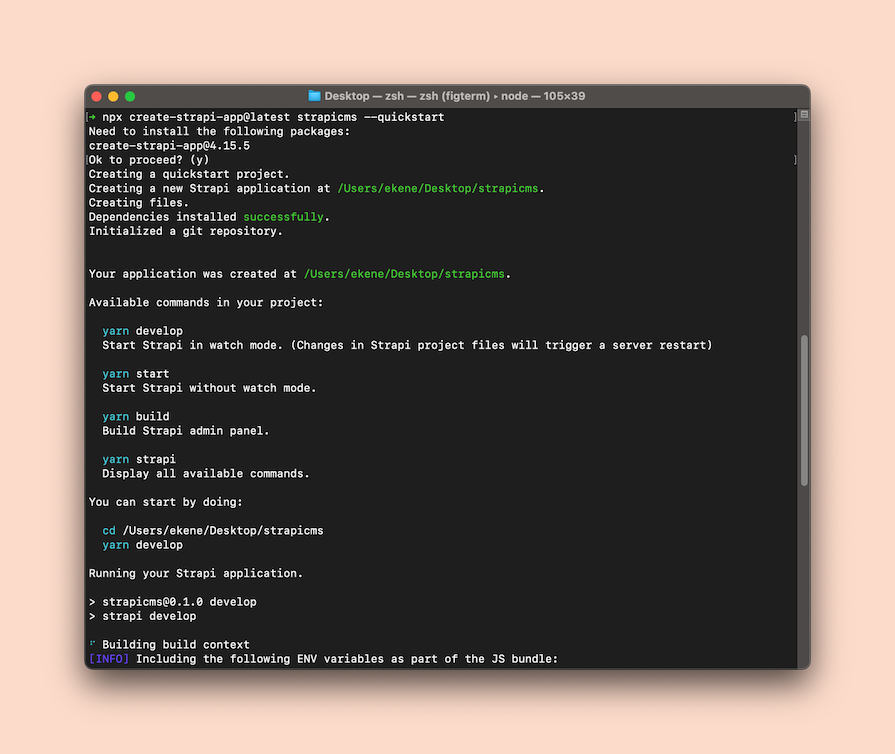 Desktop — zsh — zsh (figterm) ▸ node — 105×39
[➜ npx create-strapi-app@latest strapicms --quickstart ]
Need to install the following packages:
create-strapi-app@4.15.5
[Ok to proceed? (y) ]
Creating a quickstart project.
Creating a new Strapi application at /Users/ekene/Desktop/strapicms.
Creating files.
Dependencies installed successfully.
Initialized a git repository.
Your application was created at /Users/ekene/Desktop/strapicms.
Available commands in your project:
yarn develop
Start Strapi in watch mode. (Changes in Strapi project files will trigger a server restart)
yarn start
Start Strapi without watch mode.
yarn build
Build Strapi admin panel.
yarn strapi
Display all available commands.
You can start by doing:
cd /Users/ekene/Desktop/strapicms
yarn develop
Running your Strapi application.
> strapicms@0.1.0 develop
> strapi develop
⠋ Building build context
[INFO] Including the following ENV variables as part of the JS bundle: